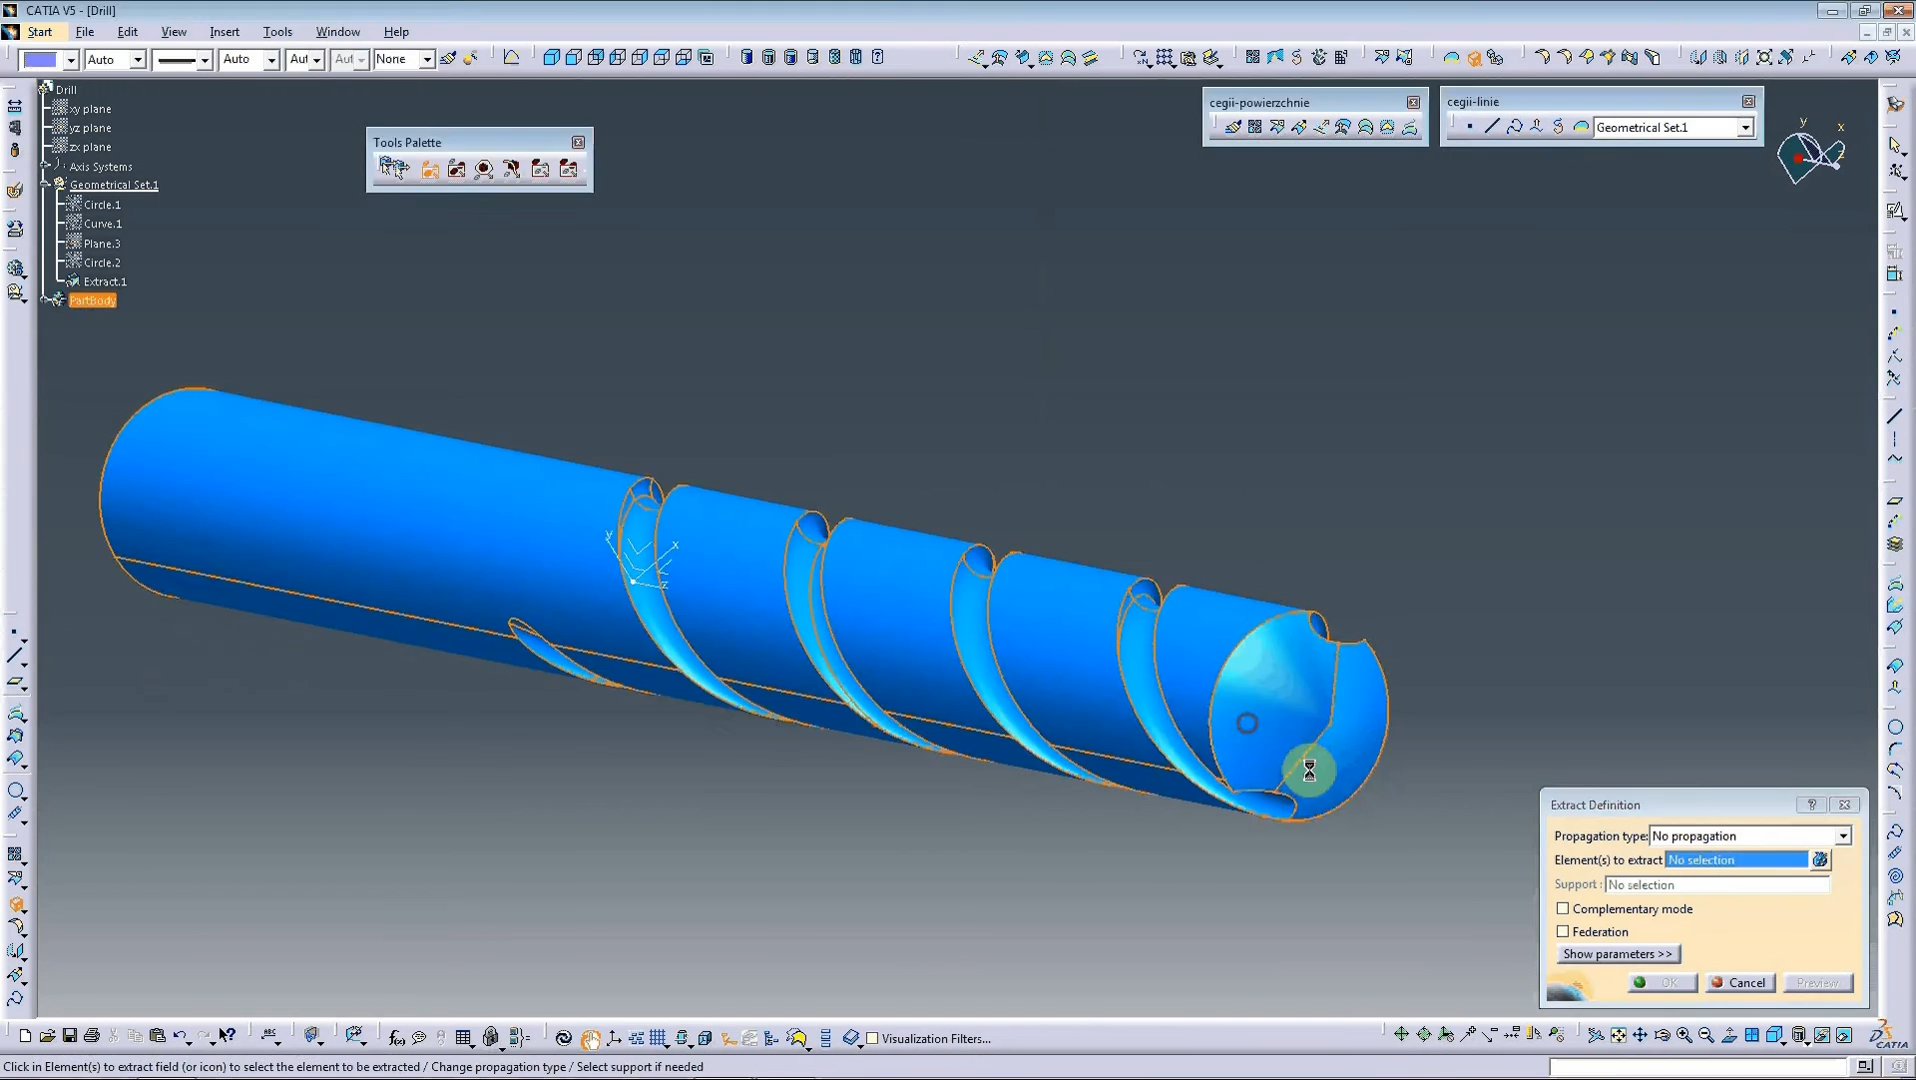 CATIA V5 - [Drill]
Start File Edit View Insert Tools Window Help
Auto Auto Aut Aut None
Drill
xy plane
yz plane
zx plane
Axis Systems
Geometrical Set.1
Circle.1
Curve.1
Plane.3
Circle.2
Extract.1
PartBody
Tools Palette
cegii-powierzchnie
cegii-linie
Geometrical Set.1
y x z
y x z
Extract Definition
Propagation type: No propagation
Element(s) to extract No selection
Support : No selection
Complementary mode
Federation
Show parameters >>
OK Cancel Preview
Visualization Filters...
CATIA
Click in Element(s) to extract field (or icon) to select the element to be extracted / Change propagation type / Select support if needed